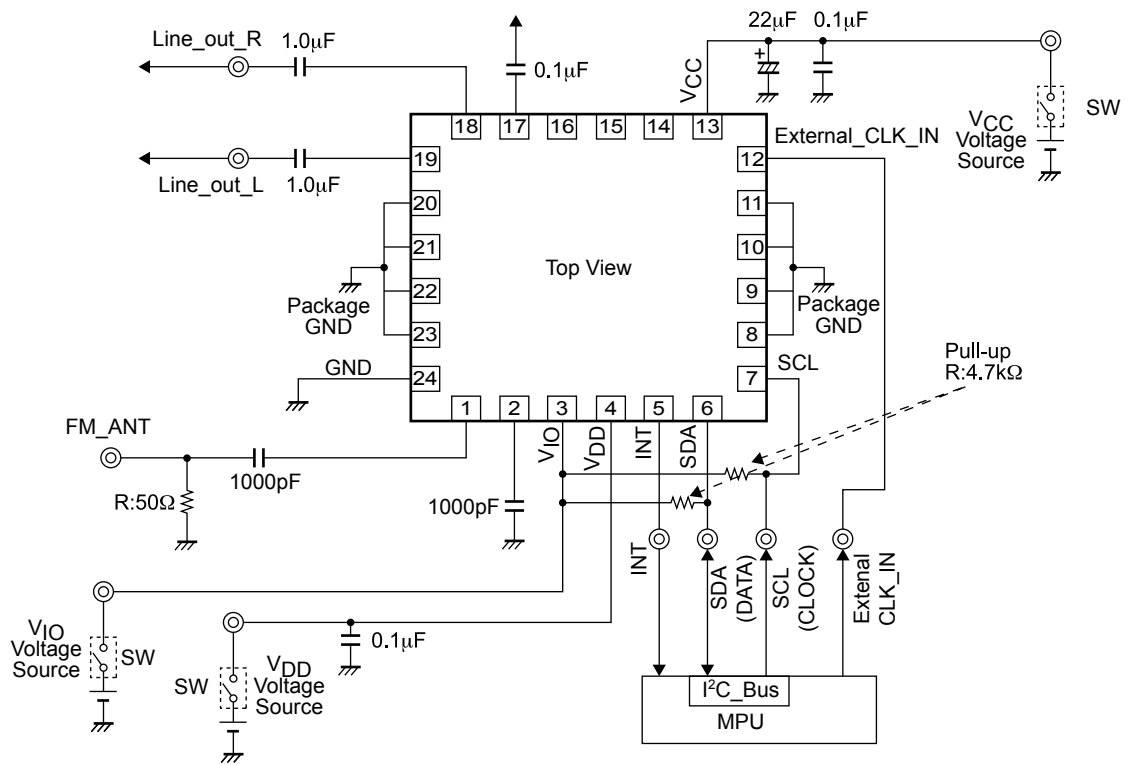 Line_out_R
1.0μF
0.1μF
VCC
22μF
0.1μF
+
SW
VCC
Voltage
Source
18
17
16
15
14
13
External_CLK_IN
19
12
Line_out_L
1.0μF
20
11
21
10
Top View
22
9
Package
GND
Package
GND
23
8
GND
24
SCL
7
Pull-up
R:4.7kΩ
1
2
3
4
5
6
FM_ANT
VIO
VDD
INT
SDA
1000pF
R:50Ω
1000pF
INT
SDA
(DATA)
SCL
(CLOCK)
Extenal
CLK_IN
VIO
Voltage
Source
SW
0.1μF
SW
VDD
Voltage
Source
I²C_Bus
MPU